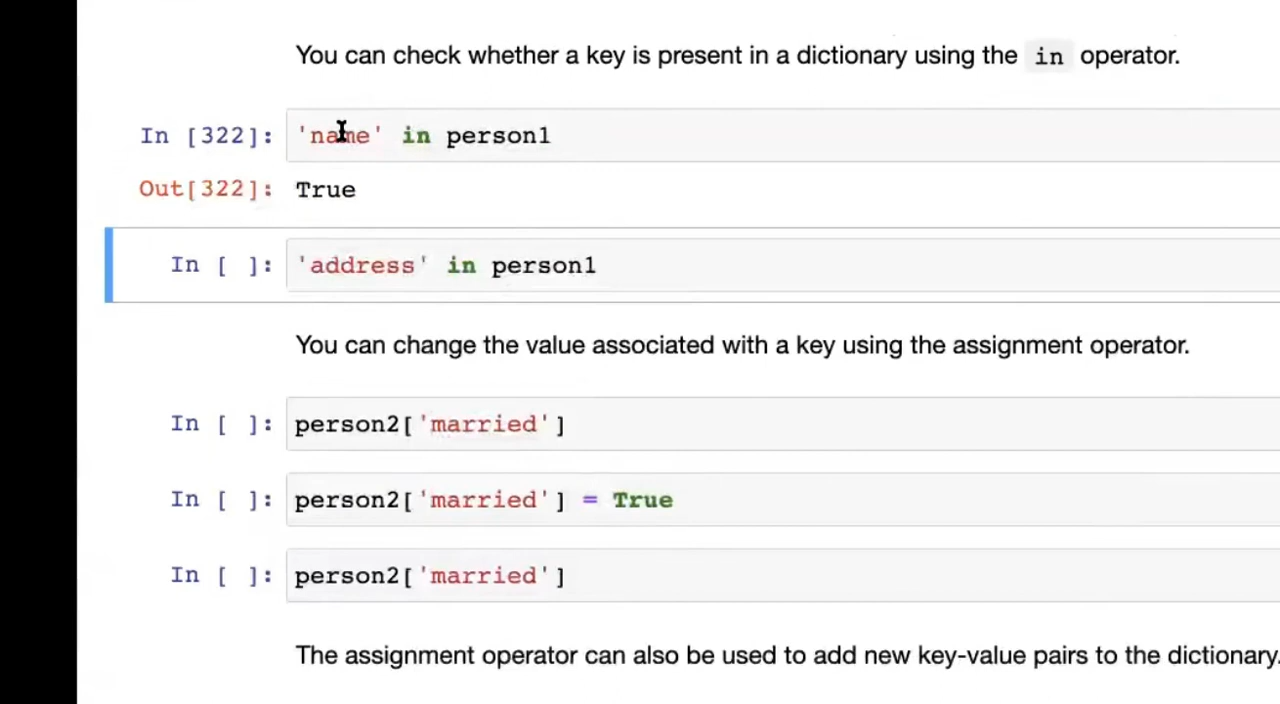 You can check whether a key is present in a dictionary using the in operator.
In [322]: 'name' in person1
Out[322]: True
In [ ]: 'address' in person1
You can change the value associated with a key using the assignment operator.
In [ ]: person2['married']
In [ ]: person2['married'] = True
In [ ]: person2['married']
The assignment operator can also be used to add new key-value pairs to the dictionary.